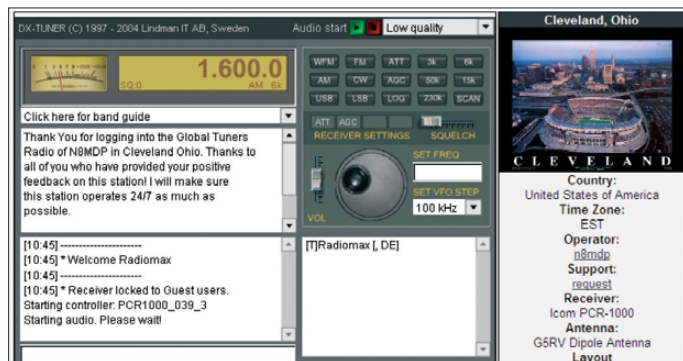 DX-TUNER (C) 1997 - 2004 Lindman IT AB, Sweden
Audio start
Low quality
1.600.0
SQ:0
AM 6k
Click here for band guide
Thank You for logging into the Global Tuners
Radio of N8MDP in Cleveland Ohio. Thanks to
all of you who have provided your positive
feedback on this station! I will make sure
this station operates 24/7 as much as
possible.
[10:45] ----------------------
[10:45] * Welcome Radiomax
[10:45] ----------------------
[10:45] * Receiver locked to Guest users.
Starting controller: PCR1000_039_3
Starting audio. Please wait!
WFM FM ATT 3k 6k
AM CW AGC 50k 15k
USB LSB LOG 230k SCAN
ATT AGC
RECEIVER SETTINGS
SQUELCH
SET FREQ
SET VFO STEP
100 kHz
VOL
[T]Radiomax [, DE]
Cleveland, Ohio
CLEVELAND
Country:
United States of America
Time Zone:
EST
Operator:
n8mdp
Support:
request
Receiver:
Icom PCR-1000
Antenna:
G5RV Dipole Antenna
Layout